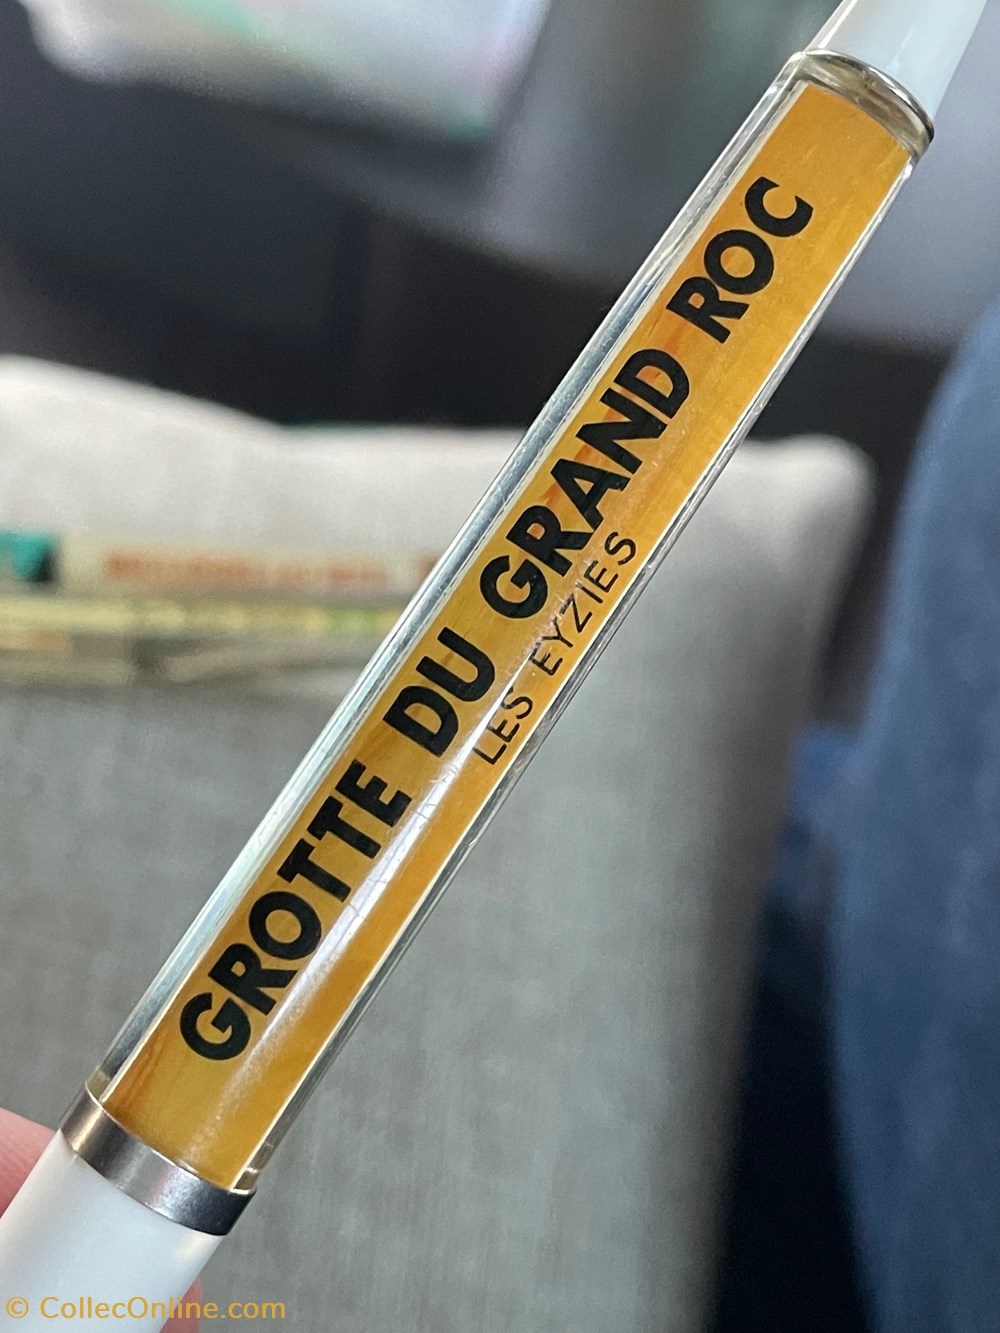 GROTTE DU GRAND ROC
LES EYZIES
© CollecOnline.com